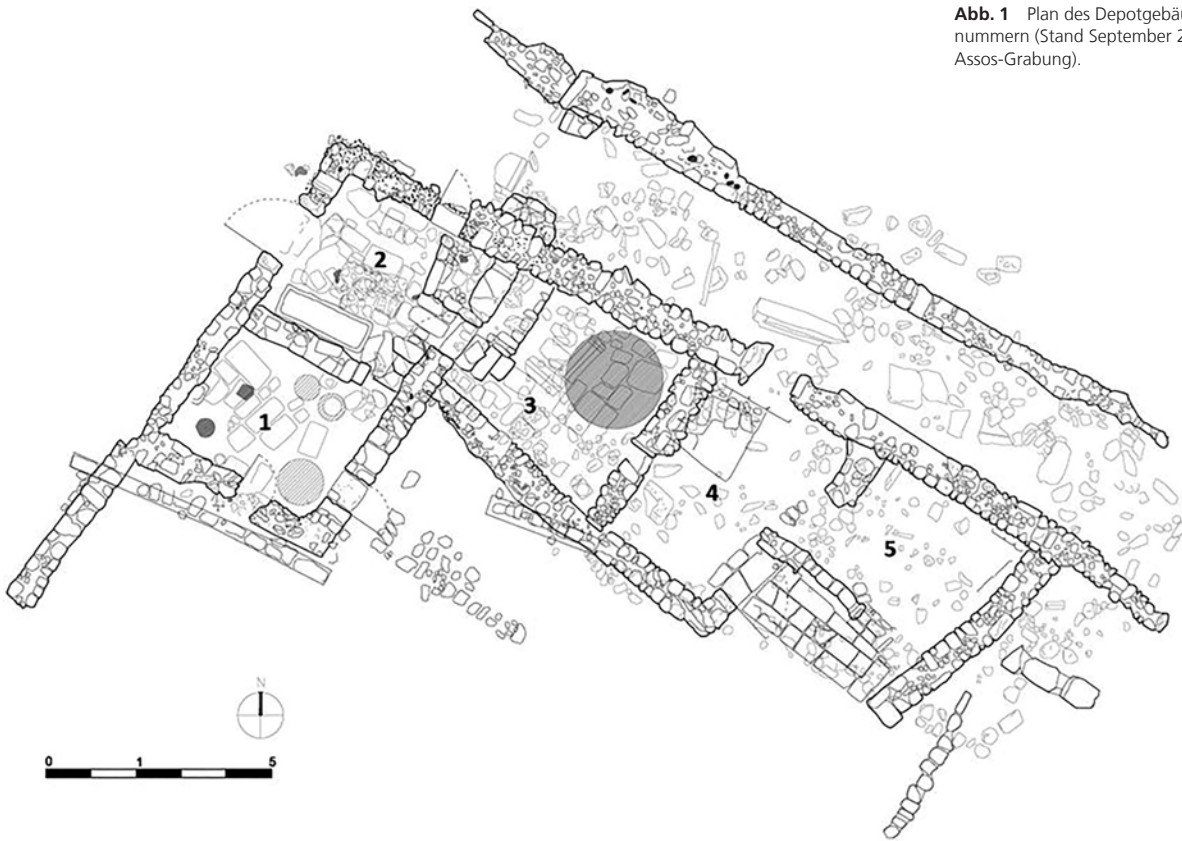 Abb. 1 Plan des Depotgebäu
nummern (Stand September 2
Assos-Grabung).
2
3
1
4
5
N
0 1 5